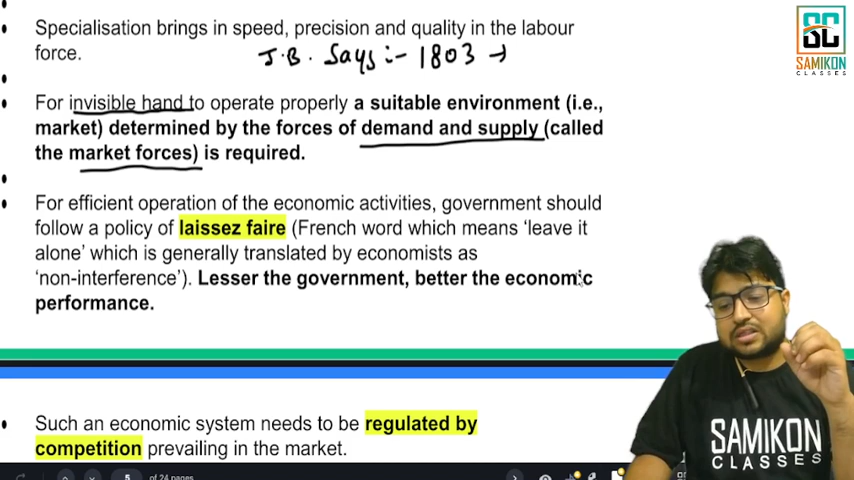 Specialisation brings in speed, precision and quality in the labour
force.
J.B. Says :- 1803 →
For invisible hand to operate properly a suitable environment (i.e.,
market) determined by the forces of demand and supply (called
the market forces) is required.
For efficient operation of the economic activities, government should
follow a policy of laissez faire (French word which means ‘leave it
alone’ which is generally translated by economists as
‘non-interference’). Lesser the government, better the economic
performance.
Such an economic system needs to be regulated by
competition prevailing in the market.
5 of 24 pages
SC
SAMIKON
CLASSES
SAMIKON
CLASSES